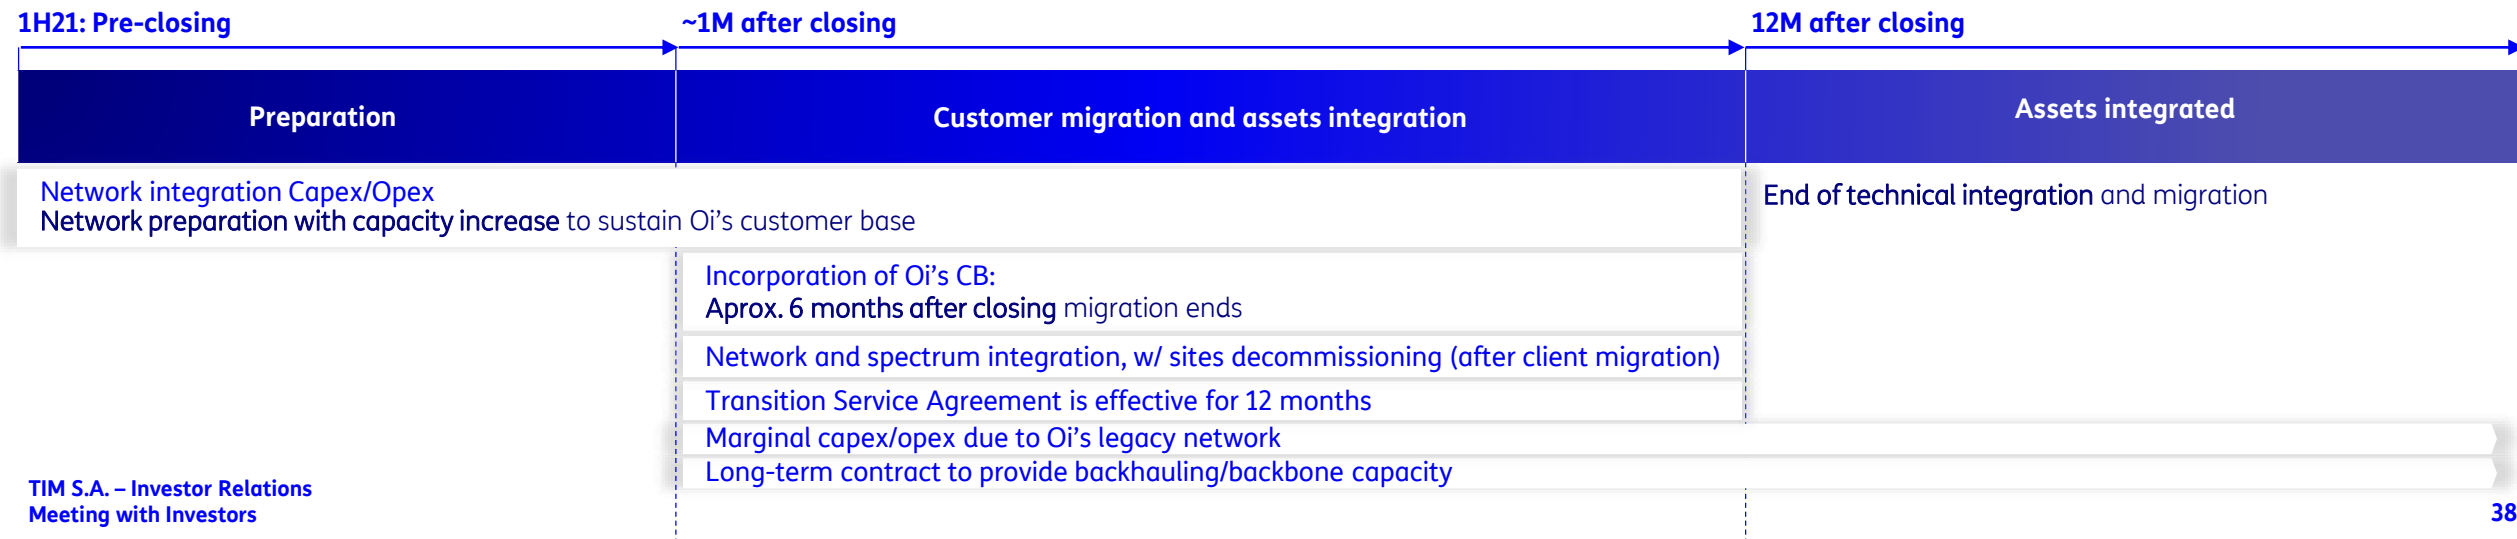 1H21: Pre-closing
~1M after closing
12M after closing
Preparation
Customer migration and assets integration
Assets integrated
Network integration Capex/Opex
Network preparation with capacity increase to sustain Oi’s customer base
End of technical integration and migration
Incorporation of Oi’s CB:
Aprox. 6 months after closing migration ends
Network and spectrum integration, w/ sites decommissioning (after client migration)
Transition Service Agreement is effective for 12 months
Marginal capex/opex due to Oi’s legacy network
Long-term contract to provide backhauling/backbone capacity
TIM S.A. – Investor Relations
Meeting with Investors
38